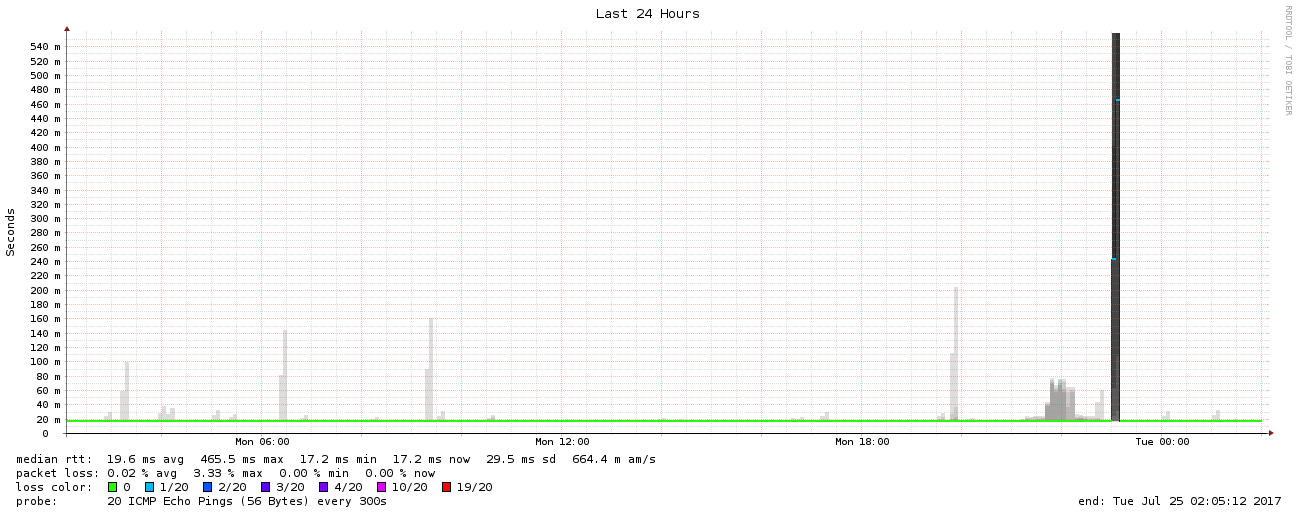 Last 24 Hours
RRDTOOL / TOBI OETIKER
Seconds
540 m
520 m
500 m
480 m
460 m
440 m
420 m
400 m
380 m
360 m
340 m
320 m
300 m
280 m
260 m
240 m
220 m
200 m
180 m
160 m
140 m
120 m
100 m
80 m
60 m
40 m
20 m
0
Mon 06:00 Mon 12:00 Mon 18:00 Tue 00:00
median rtt: 19.6 ms avg 465.5 ms max 17.2 ms min 17.2 ms now 29.5 ms sd 664.4 m am/s
packet loss: 0.02 % avg 3.33 % max 0.00 % min 0.00 % now
loss color: 0 1/20 2/20 3/20 4/20 10/20 19/20
probe: 20 ICMP Echo Pings (56 Bytes) every 300s end: Tue Jul 25 02:05:12 2017